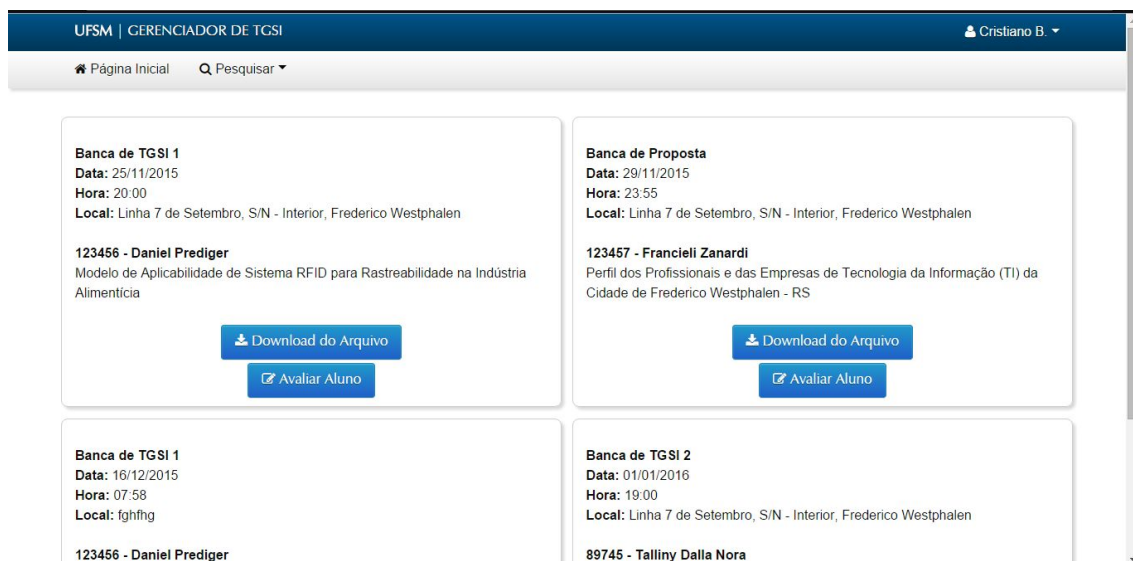 UFSM | GERENCIADOR DE TGSI
Cristiano B.
Página Inicial
Pesquisar
Banca de TGSI 1
Data: 25/11/2015
Hora: 20:00
Local: Linha 7 de Setembro, S/N - Interior, Frederico Westphalen
123456 - Daniel Prediger
Modelo de Aplicabilidade de Sistema RFID para Rastreabilidade na Indústria
Alimentícia
Download do Arquivo
Avaliar Aluno
Banca de Proposta
Data: 29/11/2015
Hora: 23:55
Local: Linha 7 de Setembro, S/N - Interior, Frederico Westphalen
123457 - Francieli Zanardi
Perfil dos Profissionais e das Empresas de Tecnologia da Informação (TI) da
Cidade de Frederico Westphalen - RS
Download do Arquivo
Avaliar Aluno
Banca de TGSI 1
Data: 16/12/2015
Hora: 07:58
Local: fghfhg
123456 - Daniel Prediger
Banca de TGSI 2
Data: 01/01/2016
Hora: 19:00
Local: Linha 7 de Setembro, S/N - Interior, Frederico Westphalen
89745 - Talliny Dalla Nora